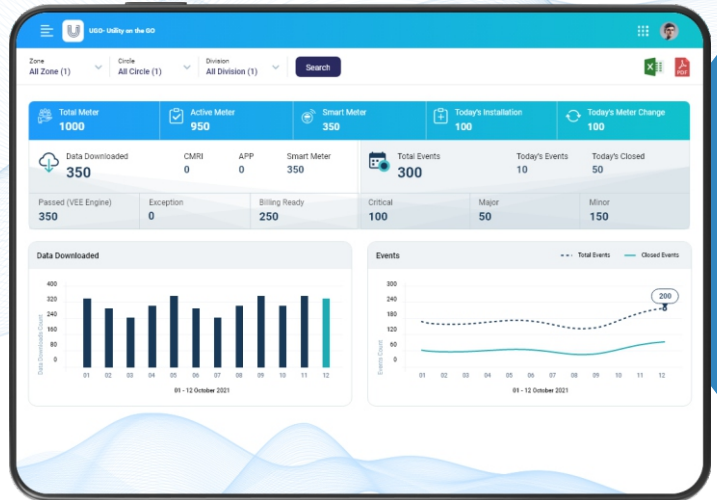 UGO- Utility on the GO
Zone
All Zone (1)
Circle
All Circle (1)
Division
All Division (1)
Search
PDF
Total Meter
1000
Active Meter
950
Smart Meter
350
Today's Installation
100
Today's Meter Change
100
Data Downloaded
350
CMRI
0
APP
0
Smart Meter
350
Total Events
300
Today's Events
10
Today's Closed
50
Passed (VEE Engine)
350
Exception
0
Billing Ready
250
Critical
100
Major
50
Minor
150
Data Downloaded
400
320
240
160
80
0
Data Downloads Count
01 02 03 04 05 06 07 08 09 10 11 12
01 - 12 October 2021
Events
Total Events
Closed Events
300
240
180
120
60
0
Events Count
200
01 02 03 04 05 06 07 08 09 10 11 12
01 - 12 October 2021